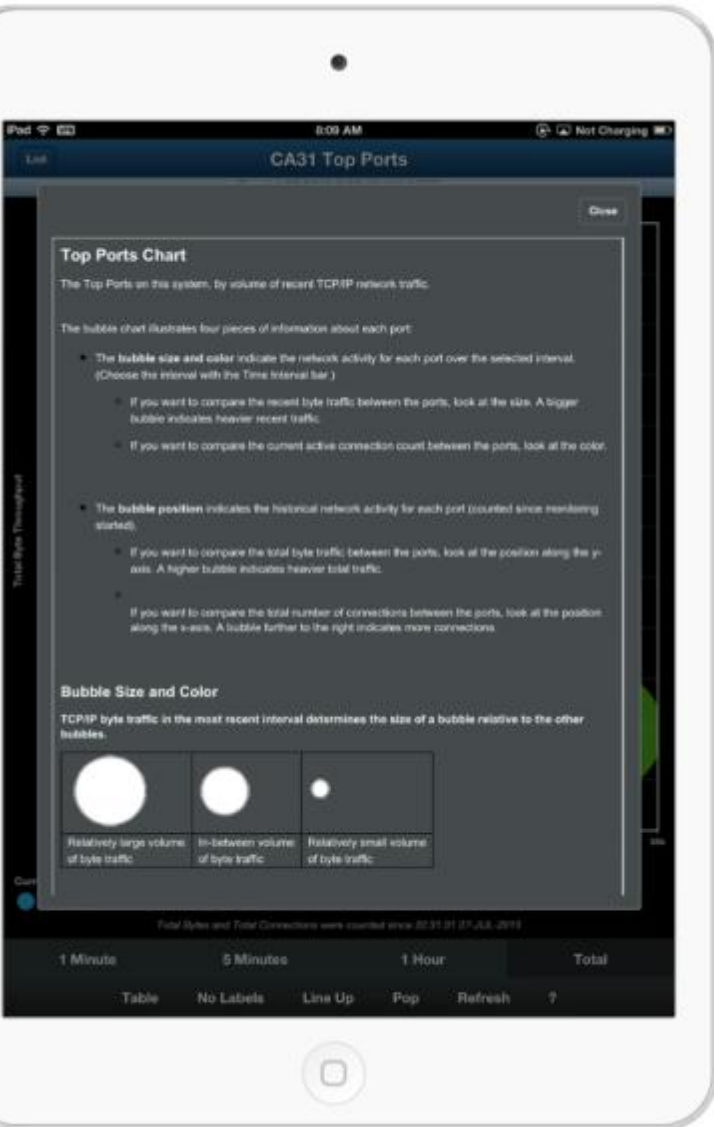 iPad VPN 8:09 AM Not Charging
List CA31 Top Ports
Close
Top Ports Chart
The Top Ports on this system, by volume of recent TCP/IP network traffic.
The bubble chart illustrates four pieces of information about each port:
The bubble size and color indicate the network activity for each port over the selected interval.
(Choose the interval with the Time Interval bar.)
If you want to compare the recent byte traffic between the ports, look at the size. A bigger
bubble indicates heavier recent traffic.
If you want to compare the current active connection count between the ports, look at the color.
The bubble position indicates the historical network activity for each port (counted since monitoring
started).
If you want to compare the total byte traffic between the ports, look at the position along the y-
axis. A higher bubble indicates heavier total traffic.
If you want to compare the total number of connections between the ports, look at the position
along the x-axis. A bubble further to the right indicates more connections.
Total Byte Throughput
Bubble Size and Color
TCP/IP byte traffic in the most recent interval determines the size of a bubble relative to the other
bubbles.
Relatively large volume
of byte traffic
In-between volume
of byte traffic
Relatively small volume
of byte traffic
Curr
Total Bytes and Total Connections were counted since
1 Minute 5 Minutes 1 Hour Total
Table No Labels Line Up Pop Refresh ?